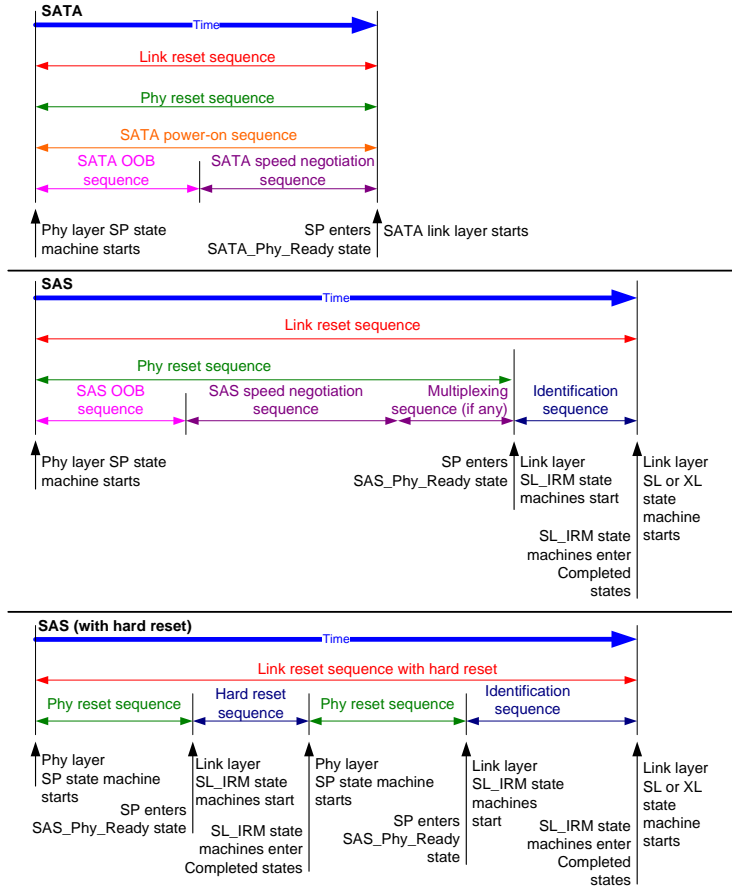 SATA
Time
Link reset sequence
Phy reset sequence
SATA power-on sequence
SATA OOB
sequence
SATA speed negotiation
sequence
Phy layer SP state
machine starts
SP enters
SATA_Phy_Ready state
SATA link layer starts
SAS
Time
Link reset sequence
Phy reset sequence
SAS OOB
sequence
SAS speed negotiation
sequence
Multiplexing
sequence (if any)
Identification
sequence
Phy layer SP state
machine starts
SP enters
SAS_Phy_Ready state
Link layer
SL_IRM state
machines start
SL_IRM state
machines enter
Completed
states
Link layer
SL or XL
state
machine
starts
SAS (with hard reset)
Time
Link reset sequence with hard reset
Phy reset sequence
Hard reset
sequence
Phy reset sequence
Identification
sequence
Phy layer
SP state machine
starts
SP enters
SAS_Phy_Ready state
Link layer
SL_IRM state
machines start
SL_IRM state
machines enter
Completed states
Phy layer
SP state machine
starts
SP enters
SAS_Phy_Ready
state
Link layer
SL_IRM state
machines
start
SL_IRM state
machines enter
Completed
states
Link layer
SL or XL
state
machine
starts